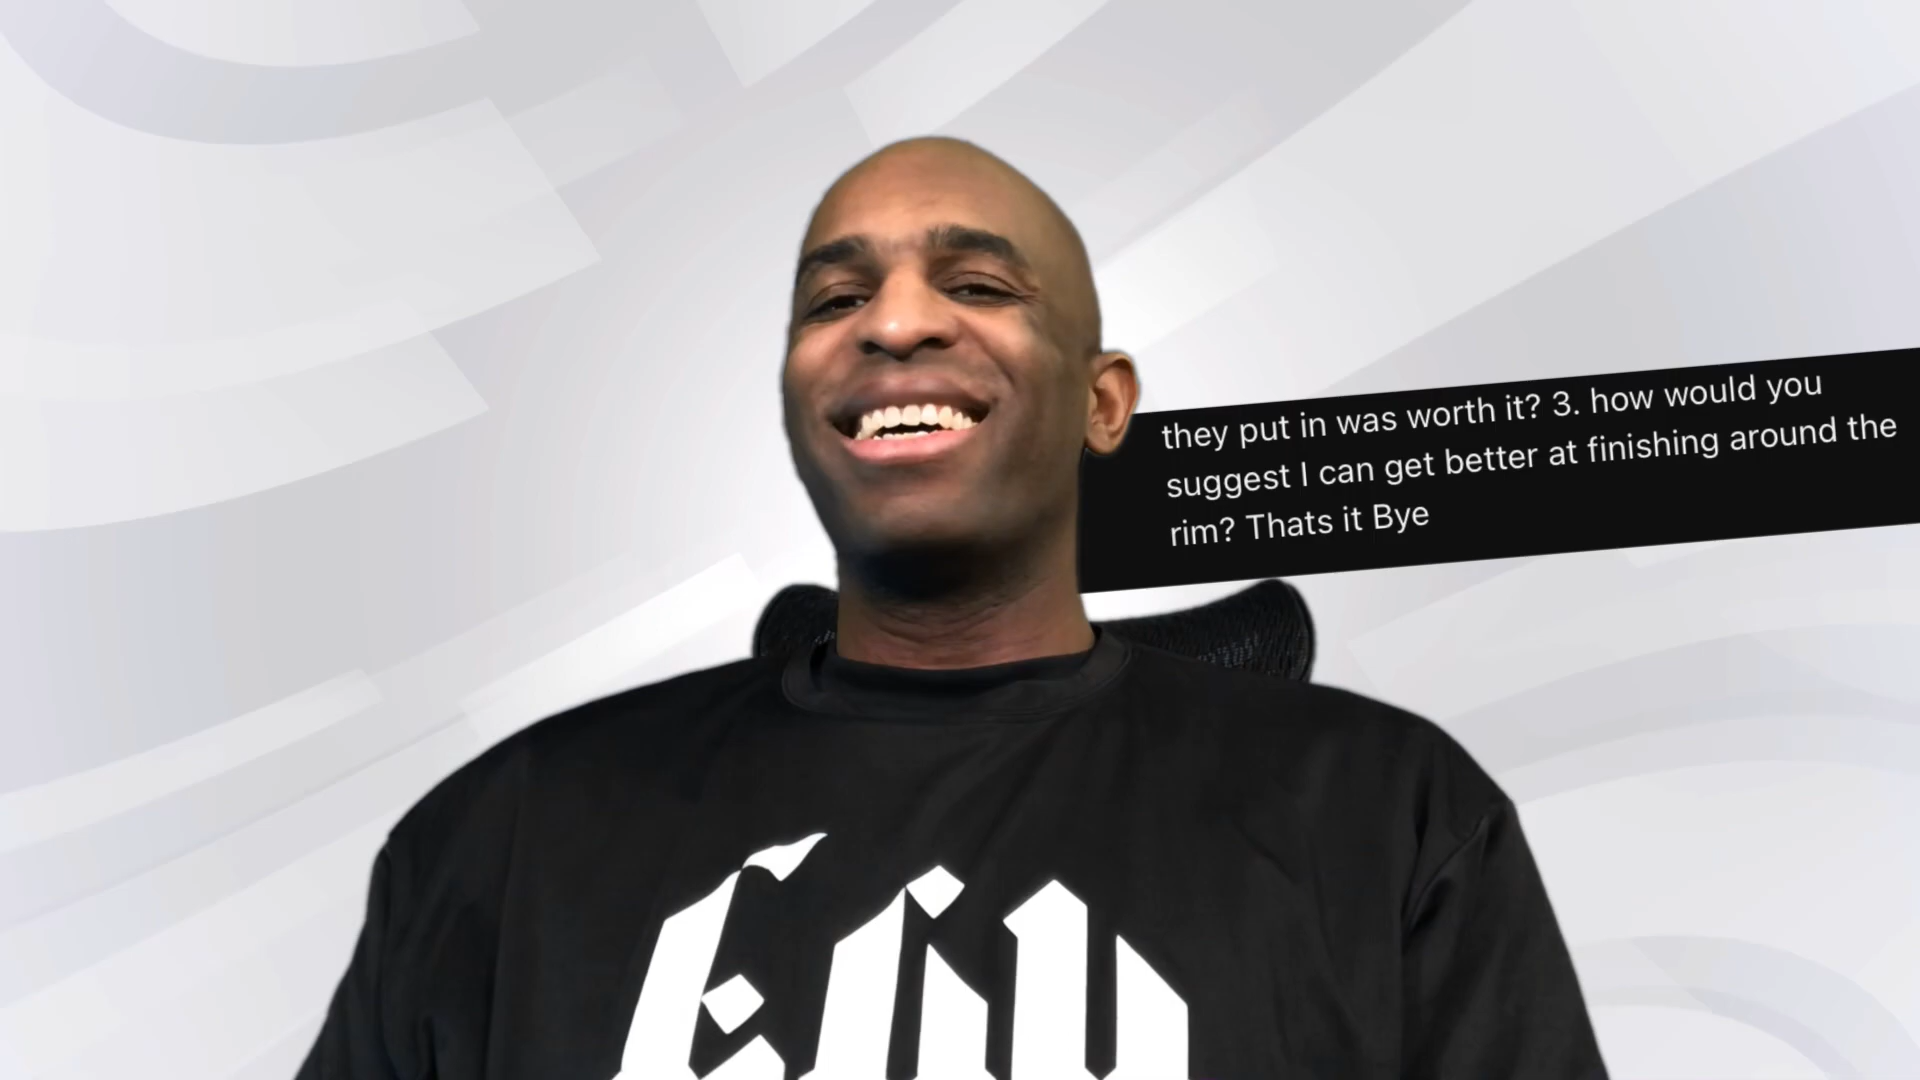 they put in was worth it? 3. how would you
suggest I can get better at finishing around the
rim? Thats it Bye